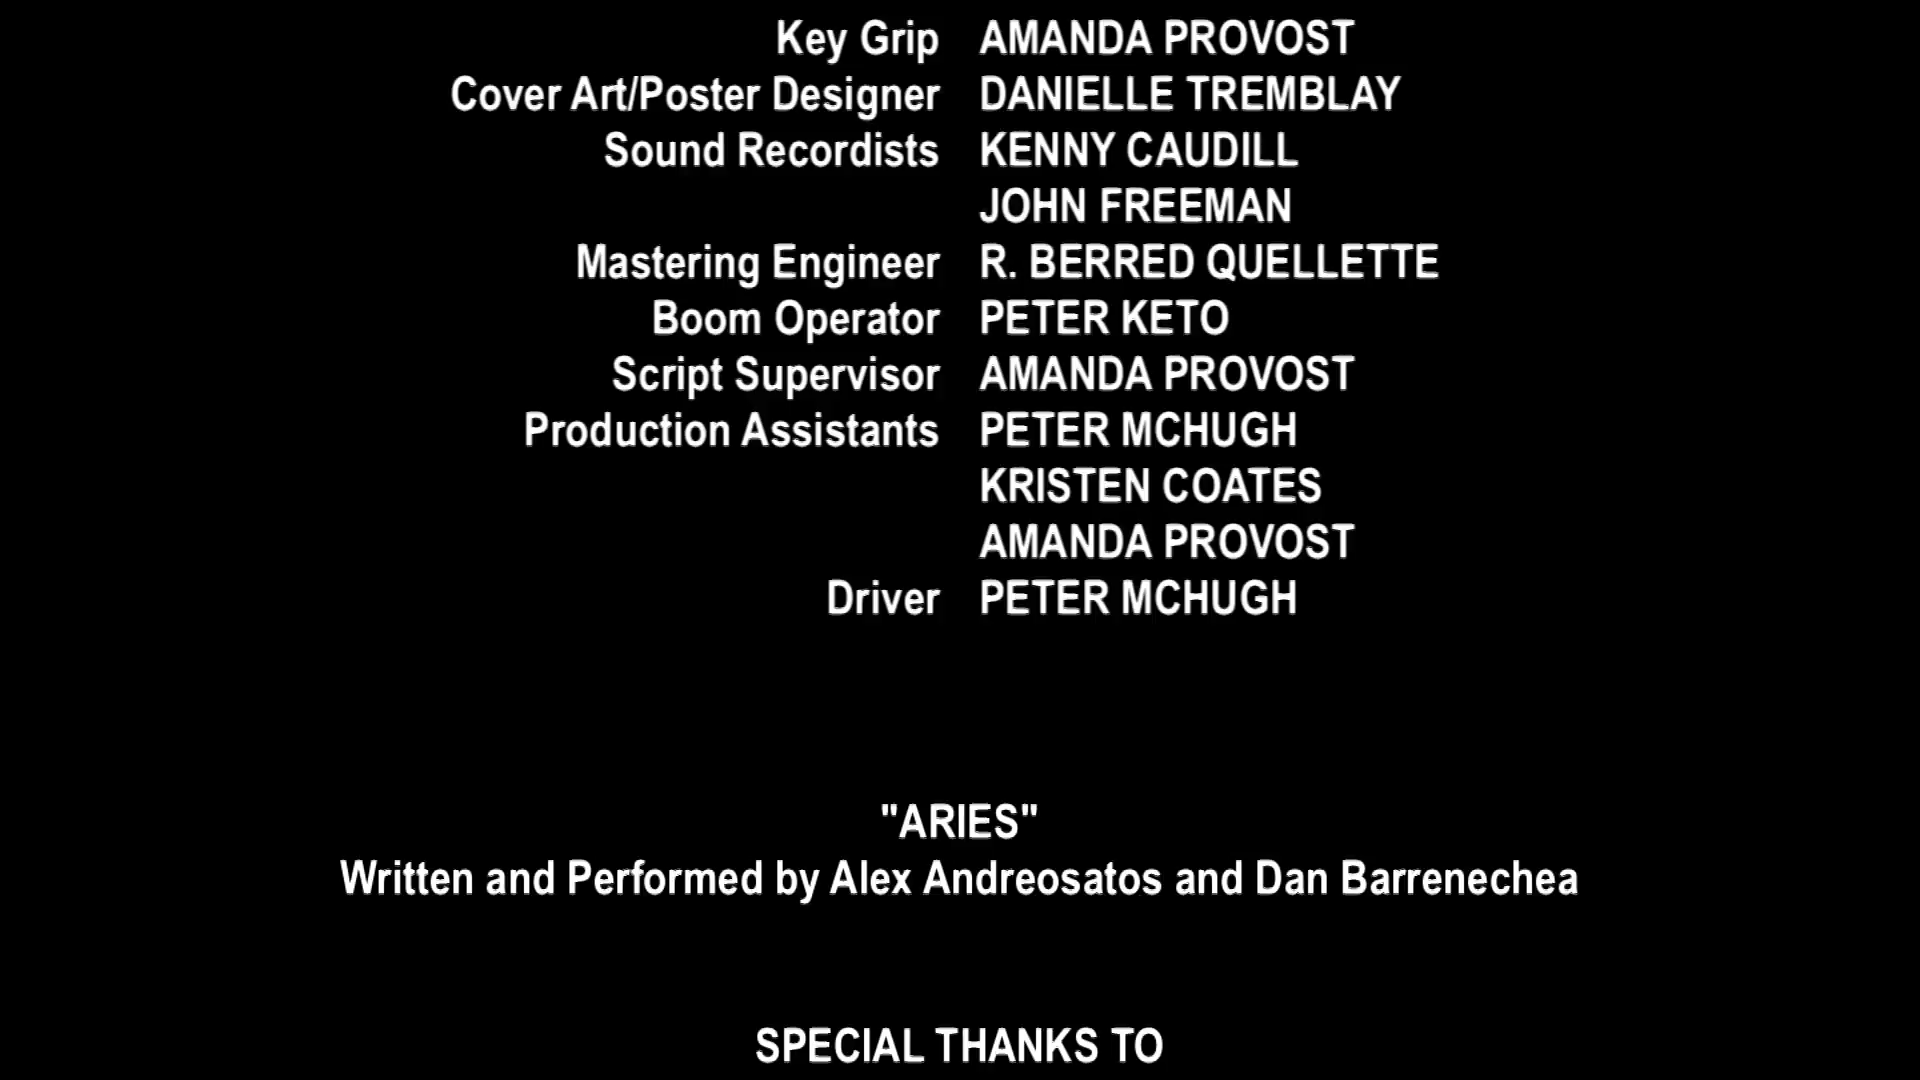 Key Grip AMANDA PROVOST
Cover Art/Poster Designer DANIELLE TREMBLAY
Sound Recordists KENNY CAUDILL
JOHN FREEMAN
Mastering Engineer R. BERRED QUELLETTE
Boom Operator PETER KETO
Script Supervisor AMANDA PROVOST
Production Assistants PETER MCHUGH
KRISTEN COATES
AMANDA PROVOST
Driver PETER MCHUGH
"ARIES"
Written and Performed by Alex Andreosatos and Dan Barrenechea
SPECIAL THANKS TO